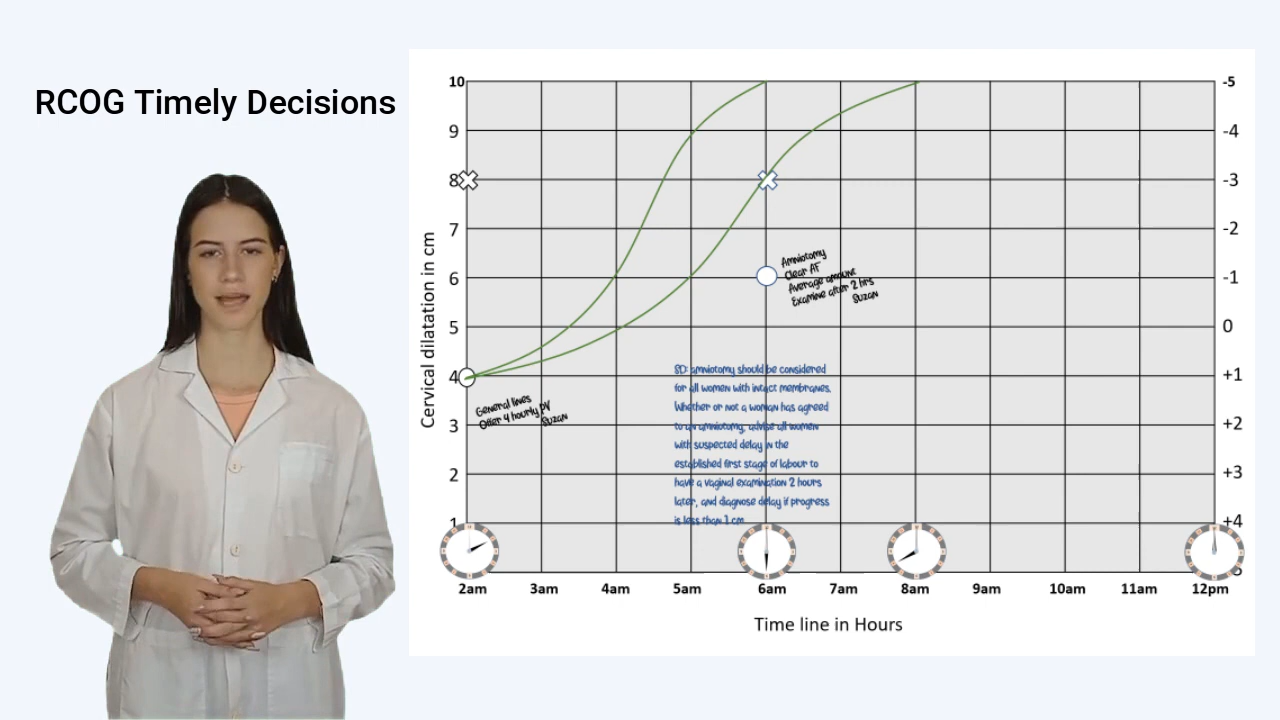 RCOG Timely Decisions
Cervical dilatation in cm
10
9
8
7
6
5
4
3
2
1
-5
-4
-3
-2
-1
0
+1
+2
+3
+4
General lines
Offer 4 hourly PV
Suzan
Amniotomy
Clear AF
Average amount
Examine after 2 hrs
Suzan
SD: amniotomy should be considered
for all women with intact membranes.
Whether or not a woman has agreed
to an amniotomy, advise all women
with suspected delay in the
established first stage of labour to
have a vaginal examination 2 hours
later, and diagnose delay if progress
is less than 1 cm
2am 3am 4am 5am 6am 7am 8am 9am 10am 11am 12pm
Time line in Hours